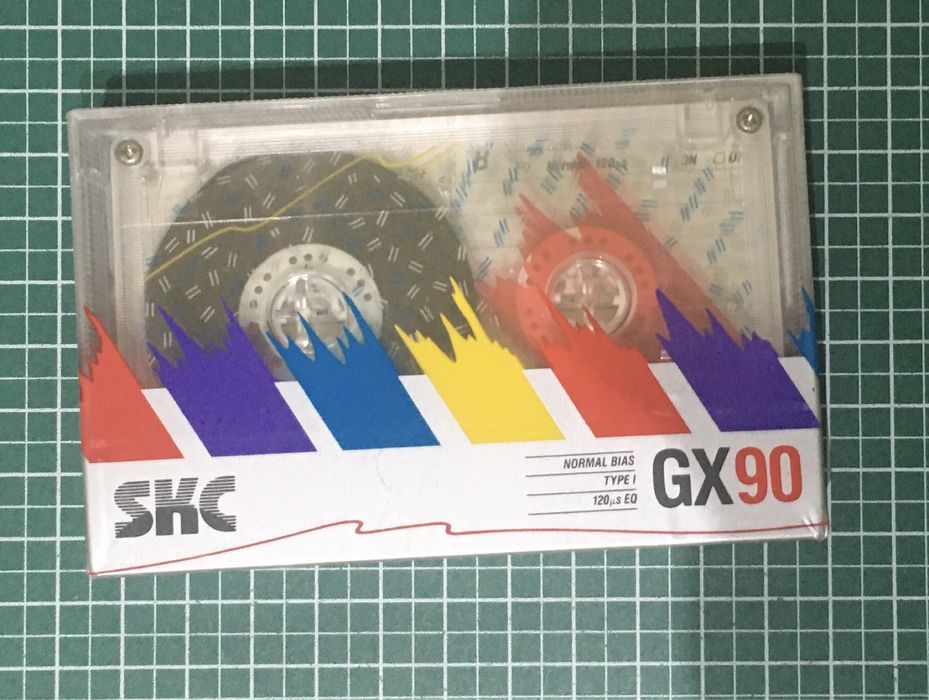 SKC
NORMAL BIAS
TYPE I
120μs EQ
GX90